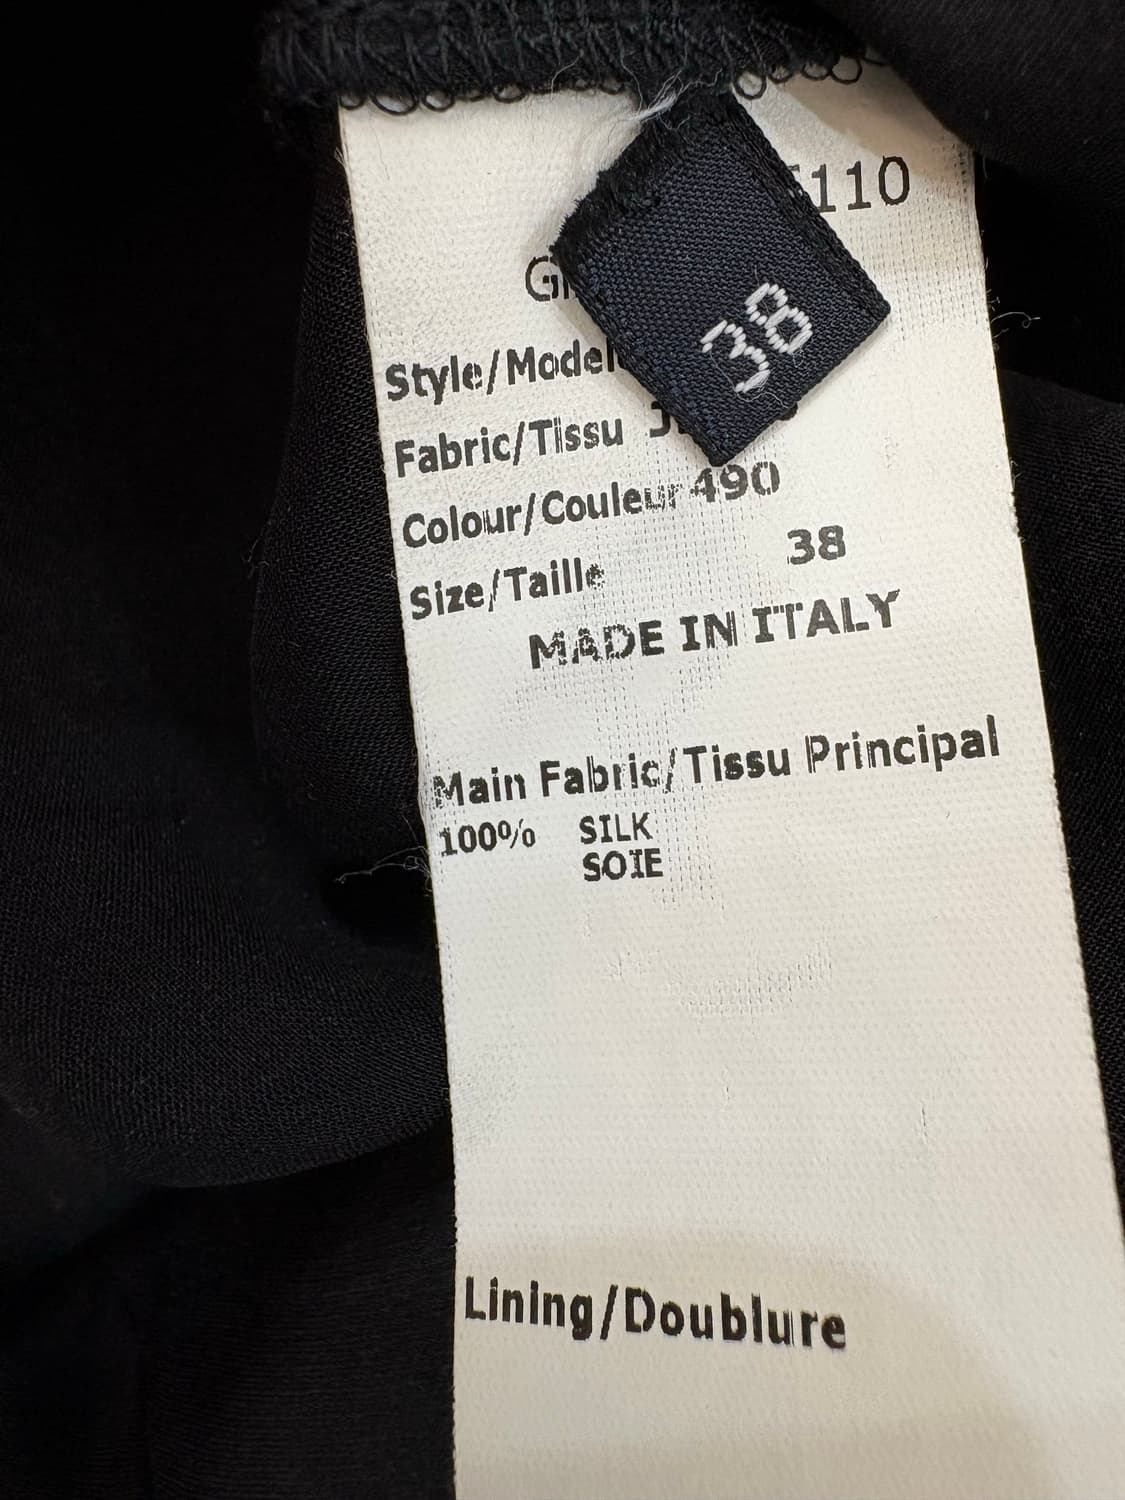 110
38
Style/Model
Fabric/Tissu
Colour/Couleur 490
Size/Taille 38
MADE IN ITALY
Main Fabric/Tissu Principal
100% SILK
SOIE
Lining/Doublure